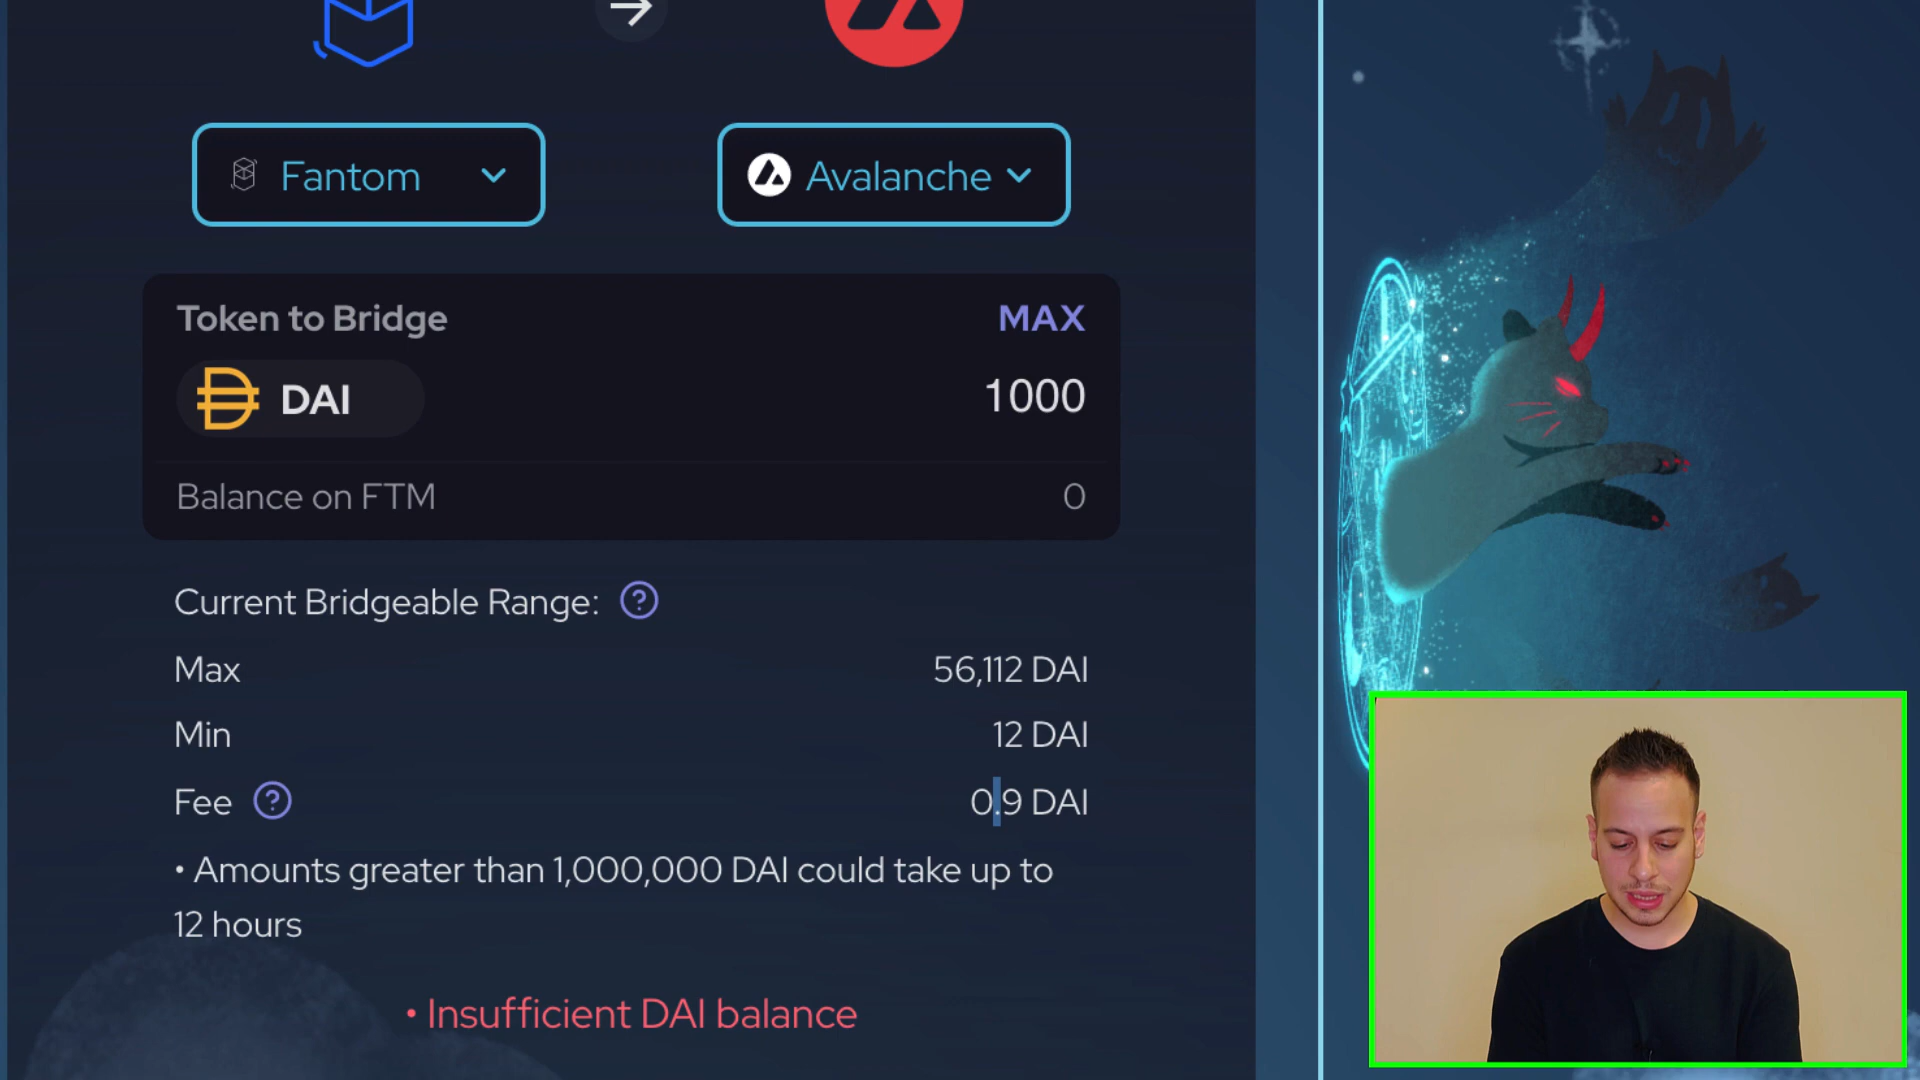 Fantom
Avalanche
Token to Bridge
MAX
DAI
1000
Balance on FTM
0
Current Bridgeable Range: ?
Max
56,112 DAI
Min
12 DAI
Fee ?
0.9 DAI
• Amounts greater than 1,000,000 DAI could take up to
12 hours
• Insufficient DAI balance